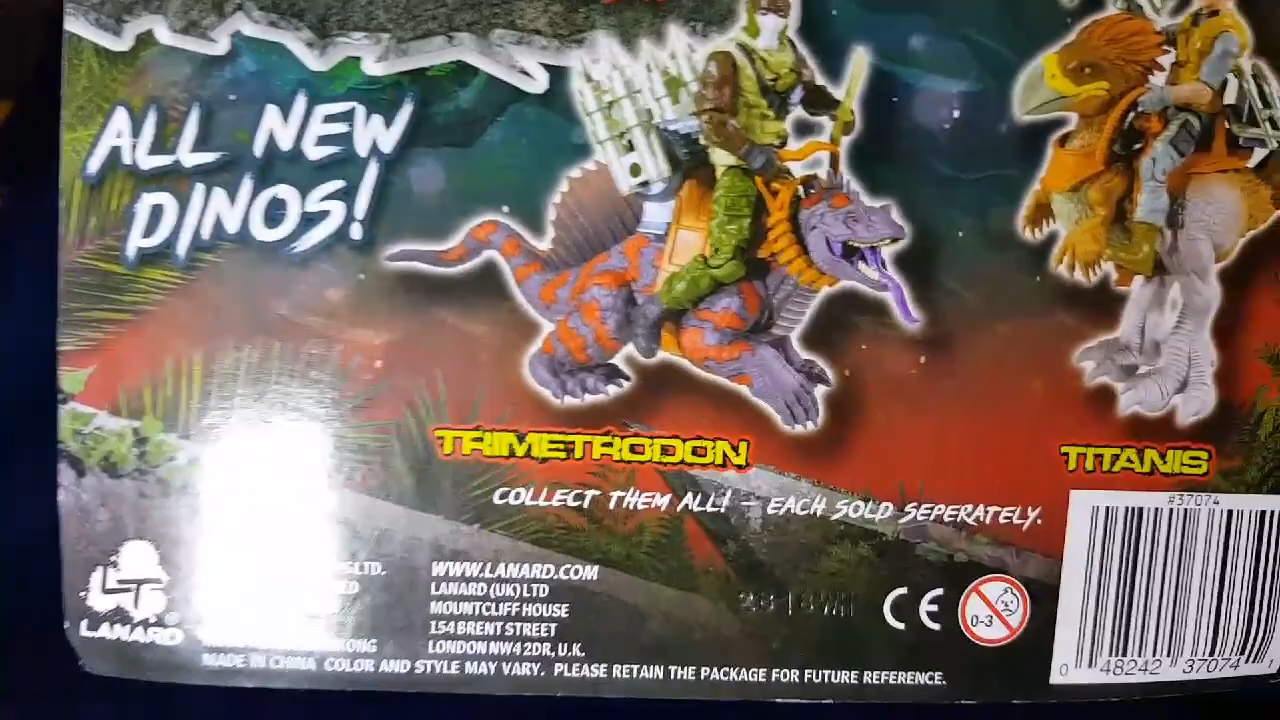 ALL NEW
DINOS!
TRIMETRODON
TITANIS
COLLECT THEM ALL! - EACH SOLD SEPERATELY.
#37074
LT
LANARD
LTD.
WWW.LANARD.COM
LANARD (UK) LTD
MOUNTCLIFF HOUSE
154 BRENT STREET
LONDON NW4 2DR, U.K.
CE
0-3
MADE IN CHINA COLOR AND STYLE MAY VARY. PLEASE RETAIN THE PACKAGE FOR FUTURE REFERENCE.
0 48242 37074 1